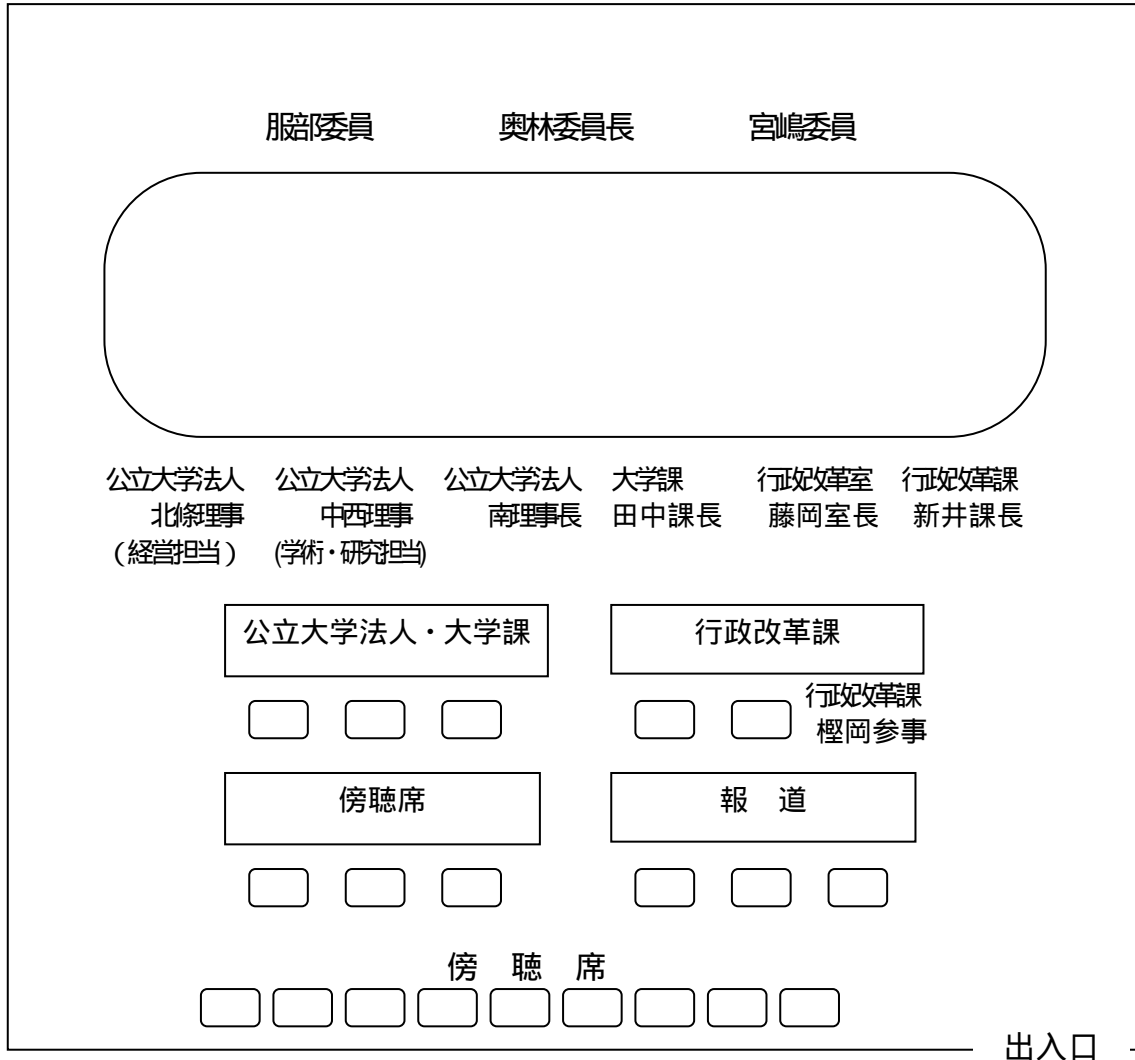 服部委員 奥林委員長 宮嶋委員
公立大学法人 公立大学法人 公立大学法人 大学課 行政改革室 行政改革課
北條理事 中西理事 南理事長 田中課長 藤岡室長 新井課長
(経営担当) (学術・研究担当)
公立大学法人・大学課 行政改革課
行政改革課
樫岡参事
傍聴席 報 道
傍 聴 席
出入口